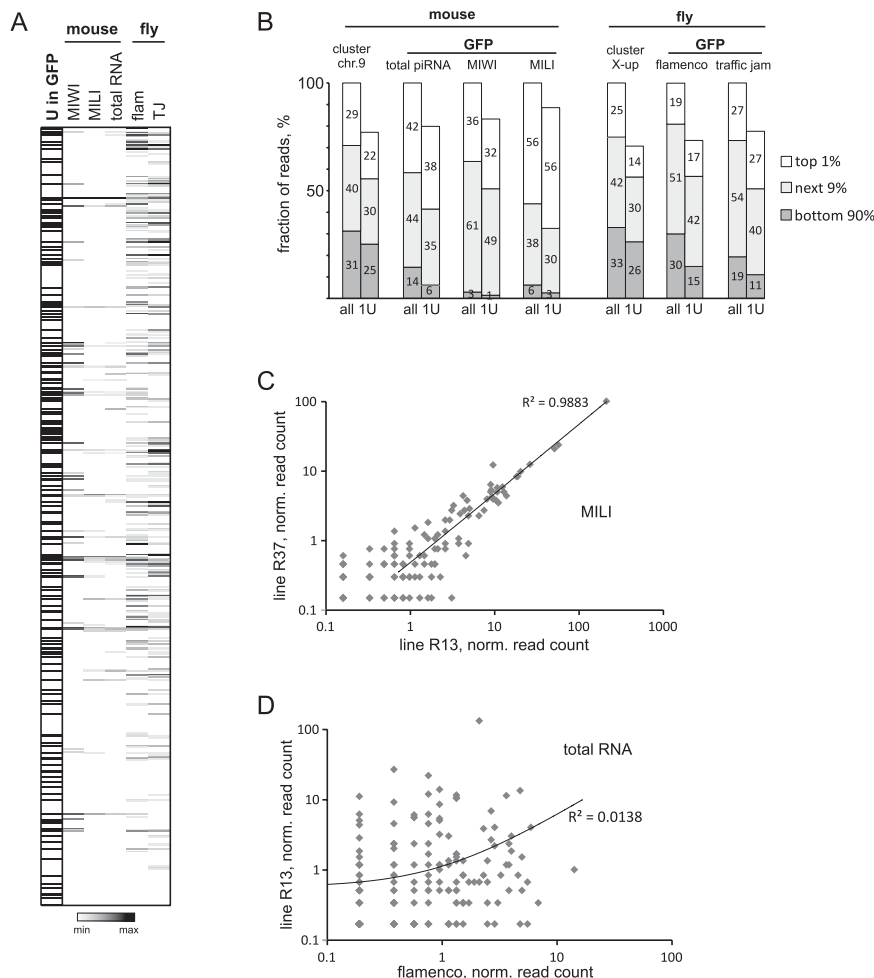 A
mouse
fly
U in GFP
MIWI
MILI
total RNA
flam
TJ
min
max
B
mouse
fly
GFP
GFP
cluster
chr.9
total piRNA
MIWI
MILI
cluster
X-up
flamenco
traffic jam
fraction of reads, %
100
50
29
40
31
22
30
25
42
44
14
38
35
6
36
61
3
32
49
1
56
38
6
56
30
3
25
42
33
14
30
26
19
51
30
17
42
15
27
54
19
27
40
11
all 1U
all 1U
all 1U
all 1U
all 1U
all 1U
all 1U
top 1%
next 9%
bottom 90%
C
line R37, norm. read count
100
10
1
0.1
R² = 0.9883
MILI
0.1
1
10
100
1000
line R13, norm. read count
D
line R13, norm. read count
100
10
1
0.1
total RNA
R² = 0.0138
0.1
1
10
100
flamenco, norm. read count